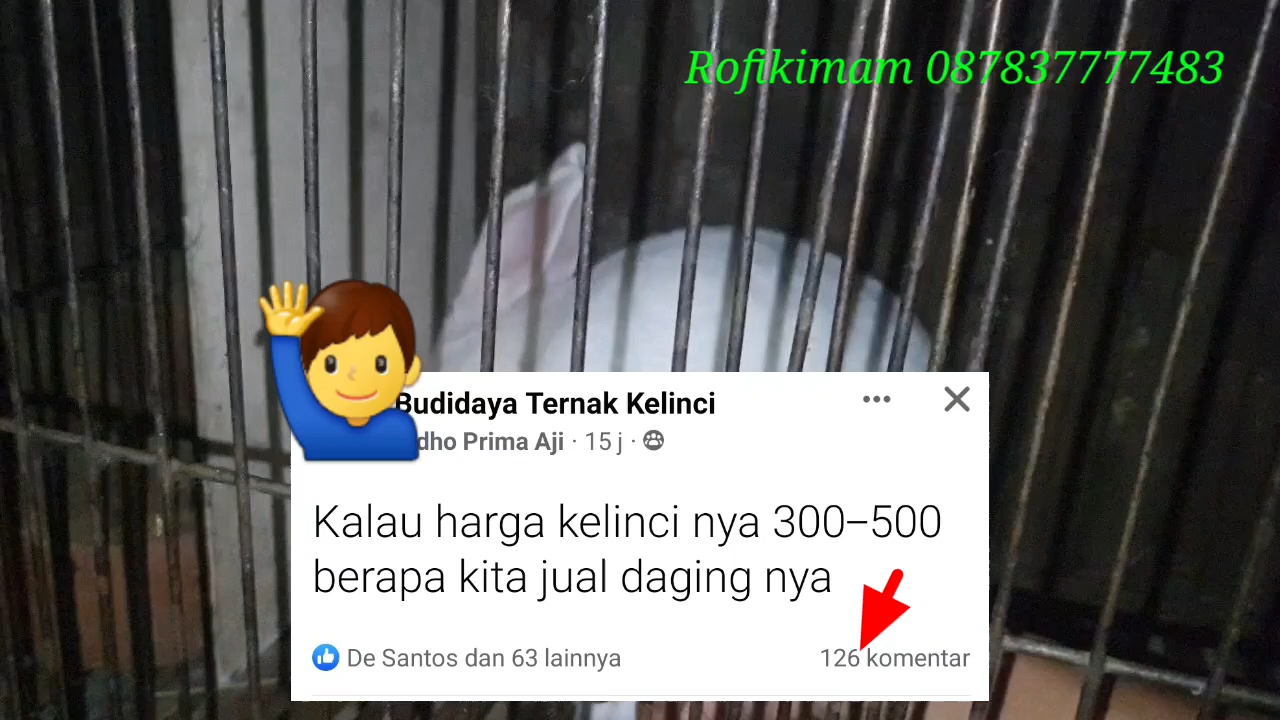 Rofikimam 087837777483
Budidaya Ternak Kelinci
dho Prima Aji · 15 j ·
Kalau harga kelinci nya 300–500
berapa kita jual daging nya
De Santos dan 63 lainnya
126 komentar